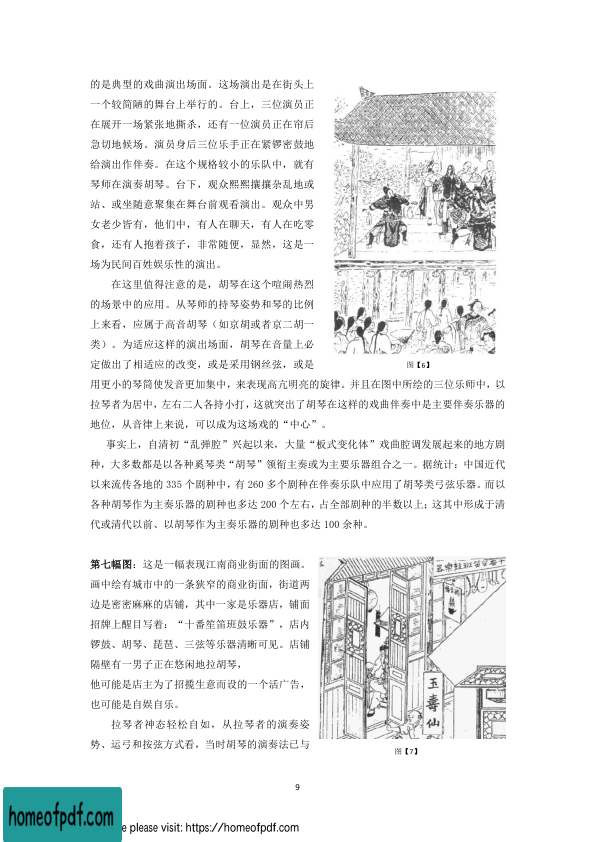 的是典型的戏曲演出场面。这场演出是在街头上
一个较简陋的舞台上举行的。台上，三位演员正
在展开一场紧张地撕杀，还有一位演员正在帘后
急切地候场。演员身后三位乐手正在紧锣密鼓地
给演出作伴奏。在这个规格较小的乐队中，就有
琴师在演奏胡琴。台下，观众熙熙攘攘杂乱地或
站、或坐随意聚集在舞台前观看演出。观众中男
女老少皆有，他们中，有人在聊天，有人在吃零
食，还有人抱着孩子，非常随便，显然，这是一
场为民间百姓娱乐性的演出。
在这里值得注意的是，胡琴在这个喧闹热烈
的场景中的应用。从琴师的持琴姿势和琴的比例
上来看，应属于高音胡琴（如京胡或者京二胡一
类）。为适应这样的演出场面，胡琴在音量上必
定做出了相适应的改变，或是采用钢丝弦，或是
图【6】
用更小的琴筒使发音更加集中，来表现高亢明亮的旋律。并且在图中所绘的三位乐师中，以
拉琴者为居中，左右二人各持小打，这就突出了胡琴在这样的戏曲伴奏中是主要伴奏乐器的
地位，从音律上来说，可以成为这场戏的“中心”。
事实上，自清初“乱弹腔”兴起以来，大量“板式变化体”戏曲腔调发展起来的地方剧
种，大多数都是以各种奚琴类“胡琴”领衔主奏或为主要乐器组合之一。据统计：中国近代
以来流传各地的 335 个剧种中，有 260 多个剧种在伴奏乐队中应用了胡琴类弓弦乐器。而以
各种胡琴作为主奏乐器的剧种也多达 200 个左右，占全部剧种的半数以上；这其中形成于清
代或清代以前、以胡琴作为主奏乐器的剧种也多达 100 余种。
第七幅图：这是一幅表现江南商业街面的图画。
画中绘有城市中的一条狭窄的商业街面，街道两
边是密密麻麻的店铺，其中一家是乐器店，铺面
招牌上醒目写着：“十番笙笛班鼓乐器”，店内
锣鼓、胡琴、琵琶、三弦等乐器清晰可见。店铺
隔壁有一男子正在悠闲地拉胡琴，
他可能是店主为了招揽生意而设的一个活广告，
也可能是自娱自乐。
拉琴者神态轻松自如，从拉琴者的演奏姿
势、运弓和按弦方式看，当时胡琴的演奏法已与
玉壽仙
图【7】
9
homeofpdf.com
e please visit: https://homeofpdf.com